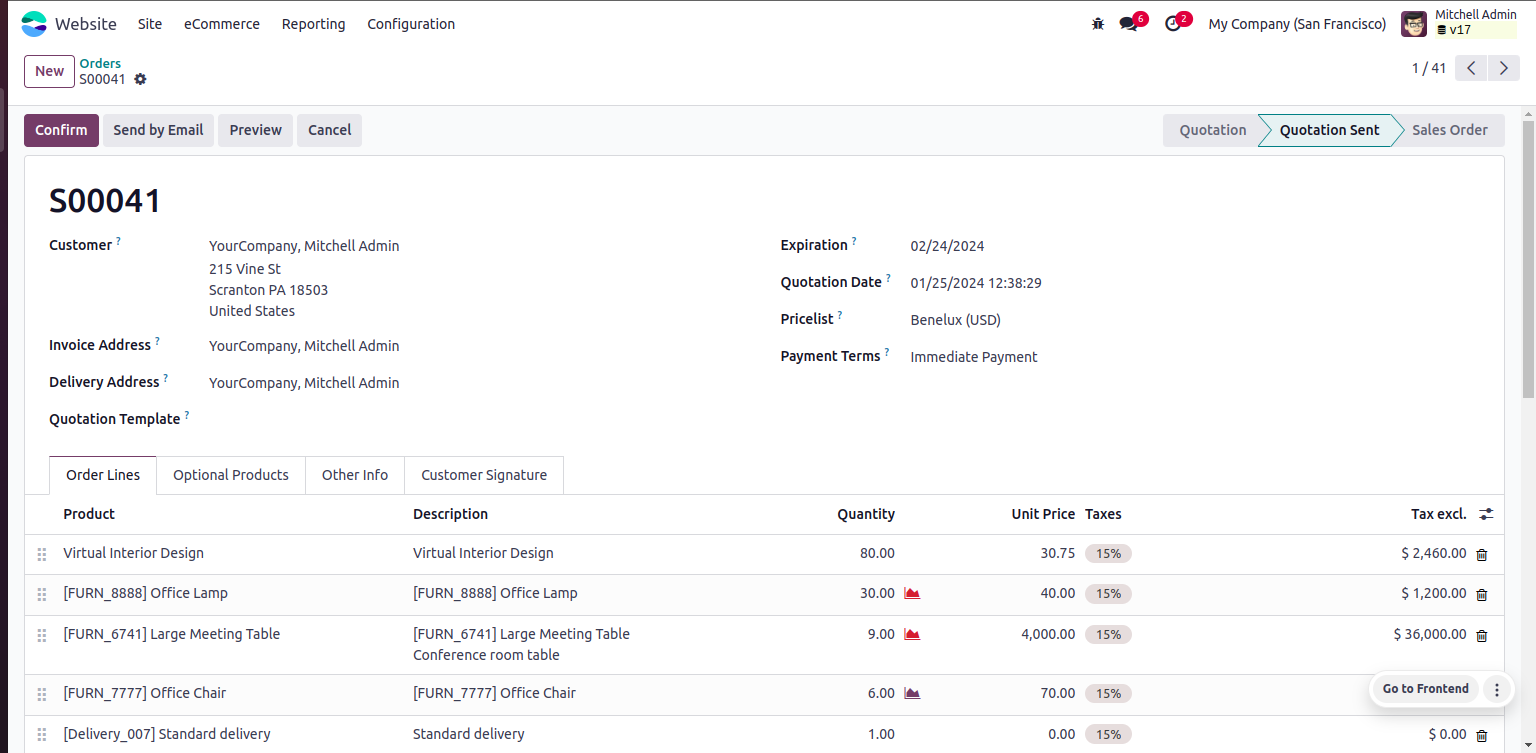 Website Site eCommerce Reporting Configuration 6 2 My Company (San Francisco) Mitchell Admin
v17
New Orders
S00041
1 / 41
Confirm Send by Email Preview Cancel Quotation Quotation Sent Sales Order
S00041
Customer ? YourCompany, Mitchell Admin
215 Vine St
Scranton PA 18503
United States
Invoice Address ? YourCompany, Mitchell Admin
Delivery Address ? YourCompany, Mitchell Admin
Quotation Template ?
Expiration ? 02/24/2024
Quotation Date ? 01/25/2024 12:38:29
Pricelist ? Benelux (USD)
Payment Terms ? Immediate Payment
Order Lines Optional Products Other Info Customer Signature
Product Description Quantity Unit Price Taxes Tax excl.
Virtual Interior Design Virtual Interior Design 80.00 30.75 15% $ 2,460.00
[FURN_8888] Office Lamp [FURN_8888] Office Lamp 30.00 40.00 15% $ 1,200.00
[FURN_6741] Large Meeting Table [FURN_6741] Large Meeting Table 9.00 4,000.00 15% $ 36,000.00
Conference room table
[FURN_7777] Office Chair [FURN_7777] Office Chair 6.00 70.00 15%
Go to Frontend
[Delivery_007] Standard delivery Standard delivery 1.00 0.00 15% $ 0.00